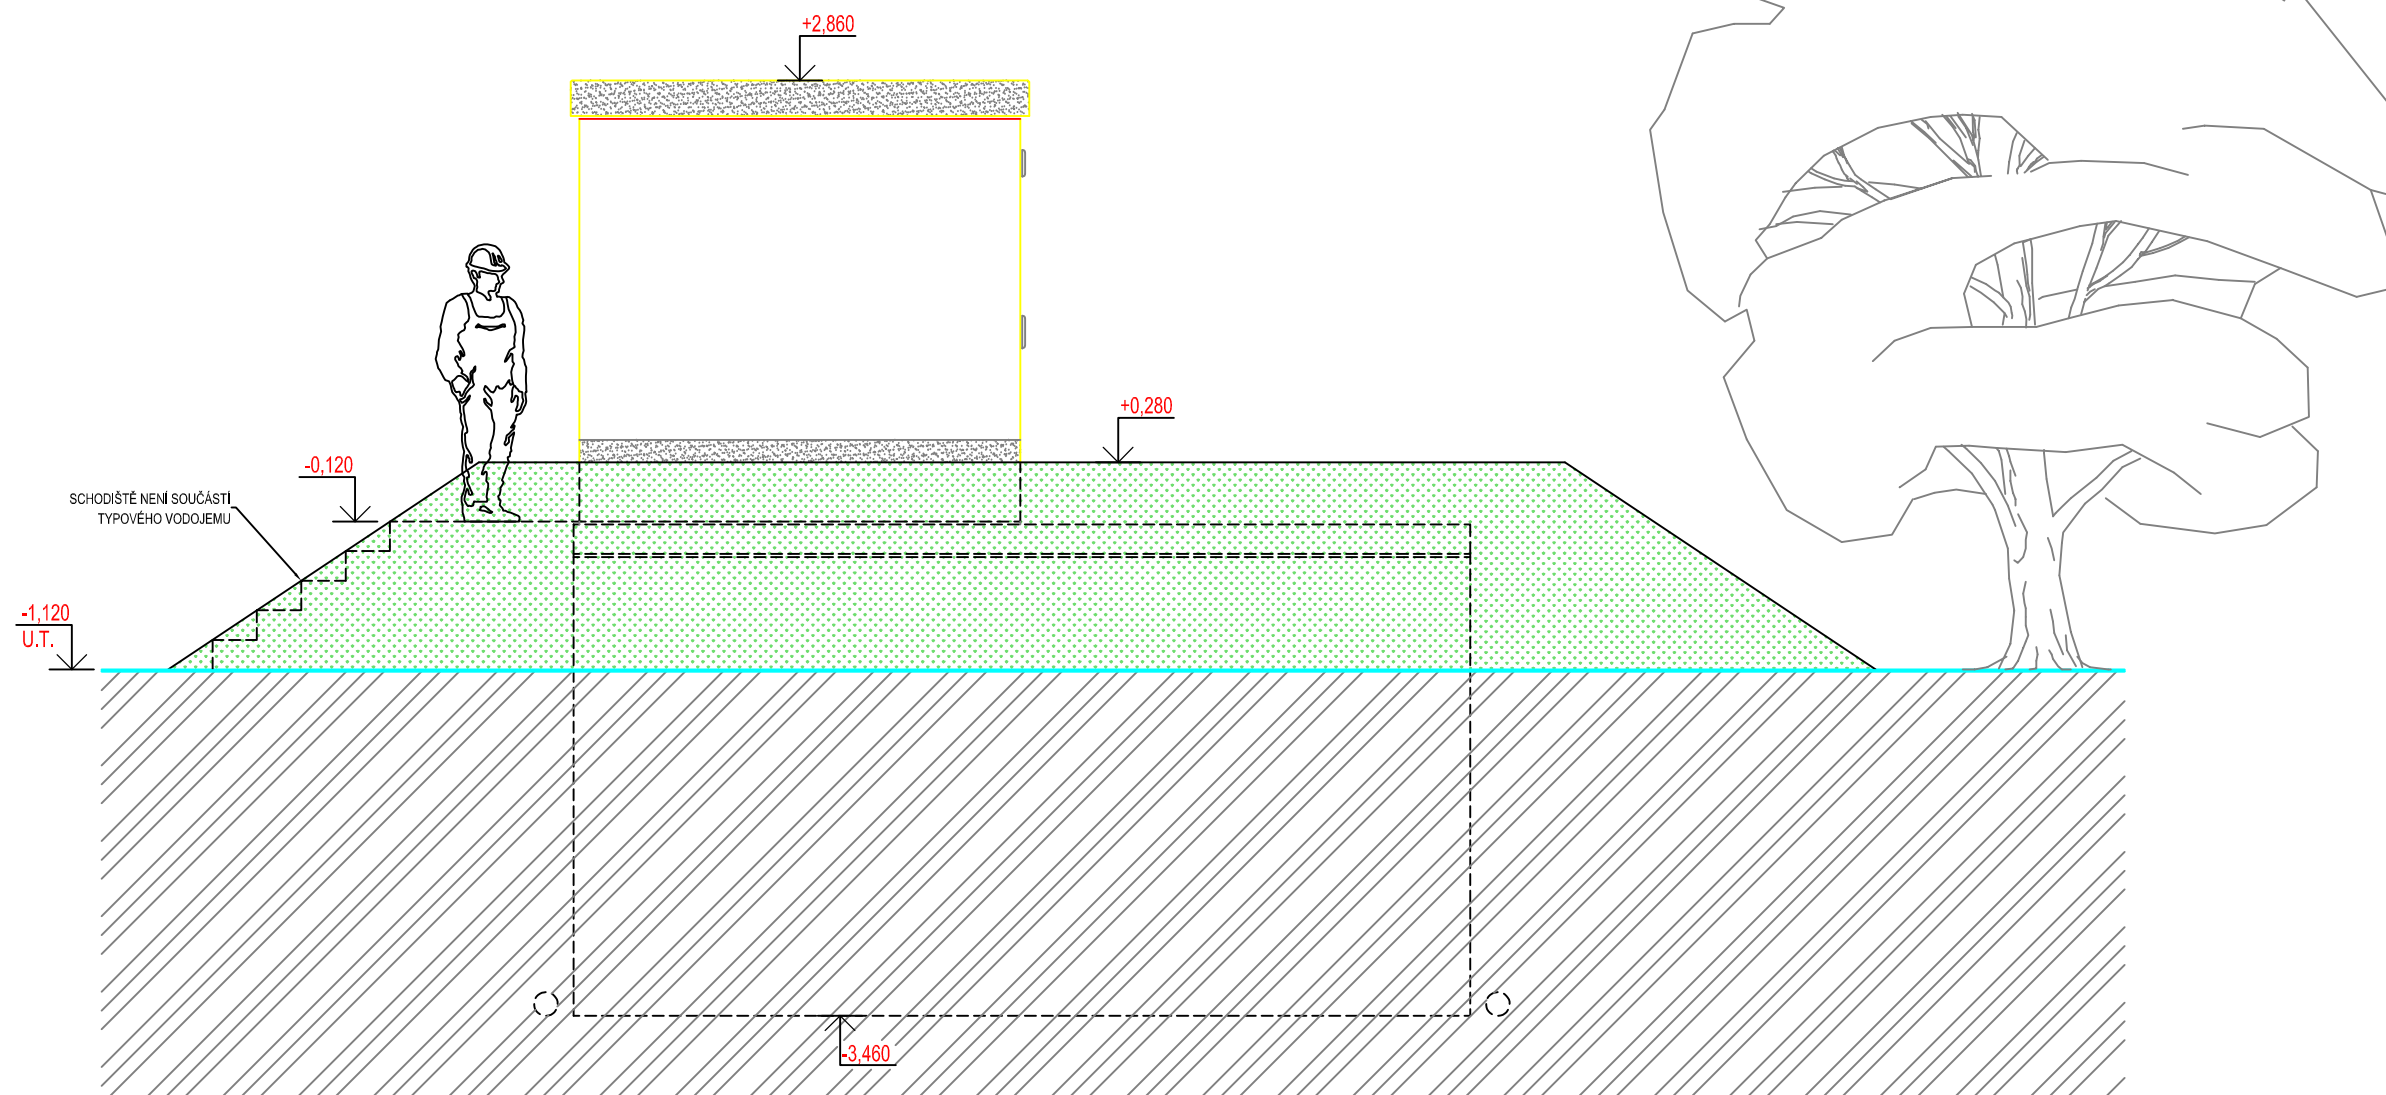 +2,860
+0,280
-0,120
SCHODIŠTĚ NENÍ SOUČÁSTÍ
TYPOVÉHO VODOJEMU
-1,120
U.T.
-3,460